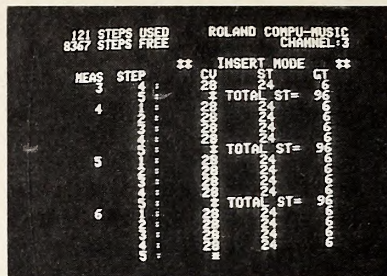 121 STEPS USED ROLAND COMPU-MUSIC
8367 STEPS FREE CHANNEL:3
** INSERT MODE **
MEAS STEP CV ST GT
3 4 : 28 24 6
5 : * TOTAL ST= 96
4 1 : 28 24 6
2 : 28 24 6
3 : 28 24 6
4 : 28 24 6
5 : * TOTAL ST= 96
5 1 : 28 24 6
2 : 28 24 6
3 : 28 24 6
4 : 28 24 6
5 : * TOTAL ST= 96
6 1 : 28 24 6
2 : 28 24 6
3 : 28 24 6
4 : 28 24 6
5 : *